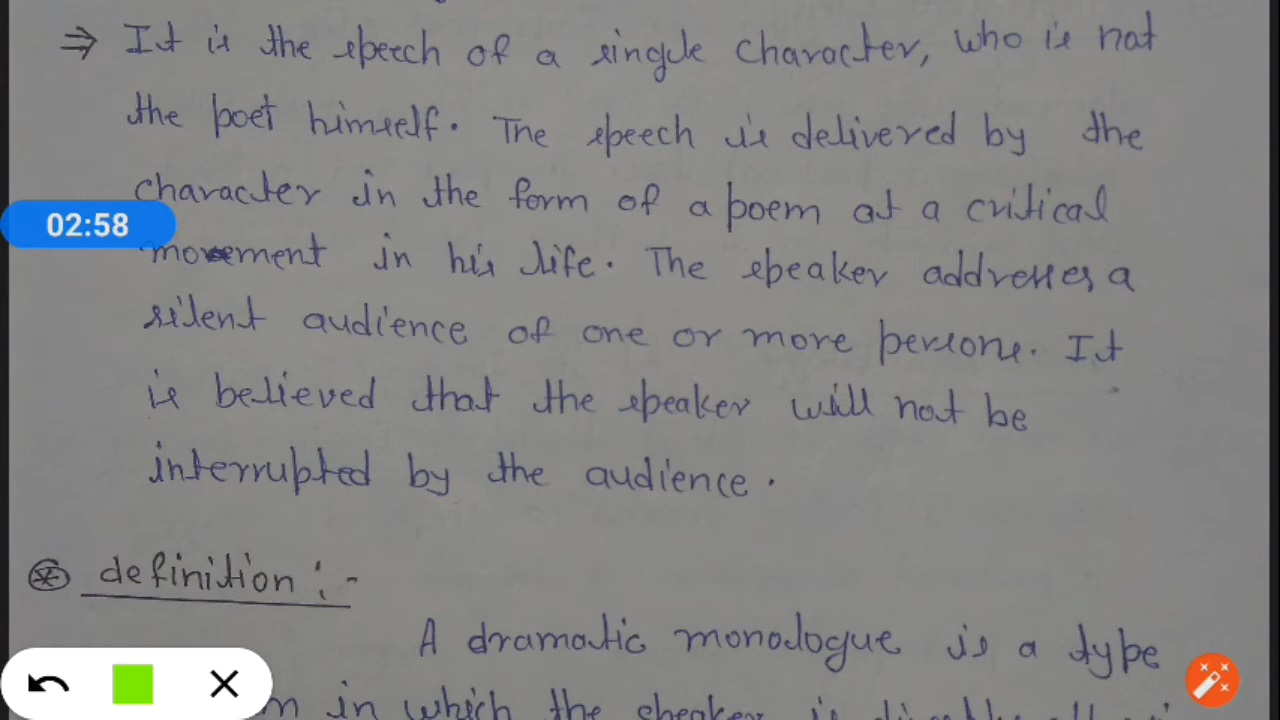 ⇒ It is the speech of a single character, who is not
the poet himself. The speech is delivered by the
character in the form of a poem at a critical
02:58
movement in his life. The speaker addresses a
silent audience of one or more persons. It
is believed that the speaker will not be
interrupted by the audience.
definition :-
A dramatic monologue is a type
in which the speaker is